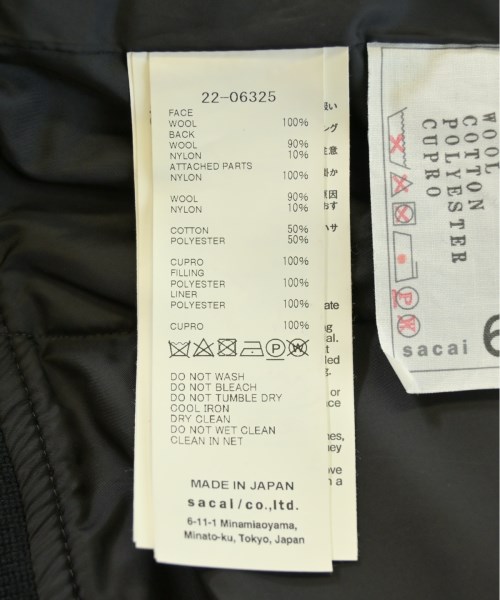 22-06325
FACE
WOOL 100%
BACK
WOOL 90%
NYLON 10%
ATTACHED PARTS
NYLON 100%
WOOL 90%
NYLON 10%
COTTON 50%
POLYESTER 50%
CUPRO 100%
FILLING
POLYESTER 100%
LINER
POLYESTER 100%
CUPRO 100%
DO NOT WASH
DO NOT BLEACH
DO NOT TUMBLE DRY
COOL IRON
DRY CLEAN
DO NOT WET CLEAN
CLEAN IN NET
MADE IN JAPAN
sacai/co.,ltd.
6-11-1 Minamiaoyama,
Minato-ku, Tokyo, Japan
WOOL
COTTON
POLYESTER
CUPRO
sacai